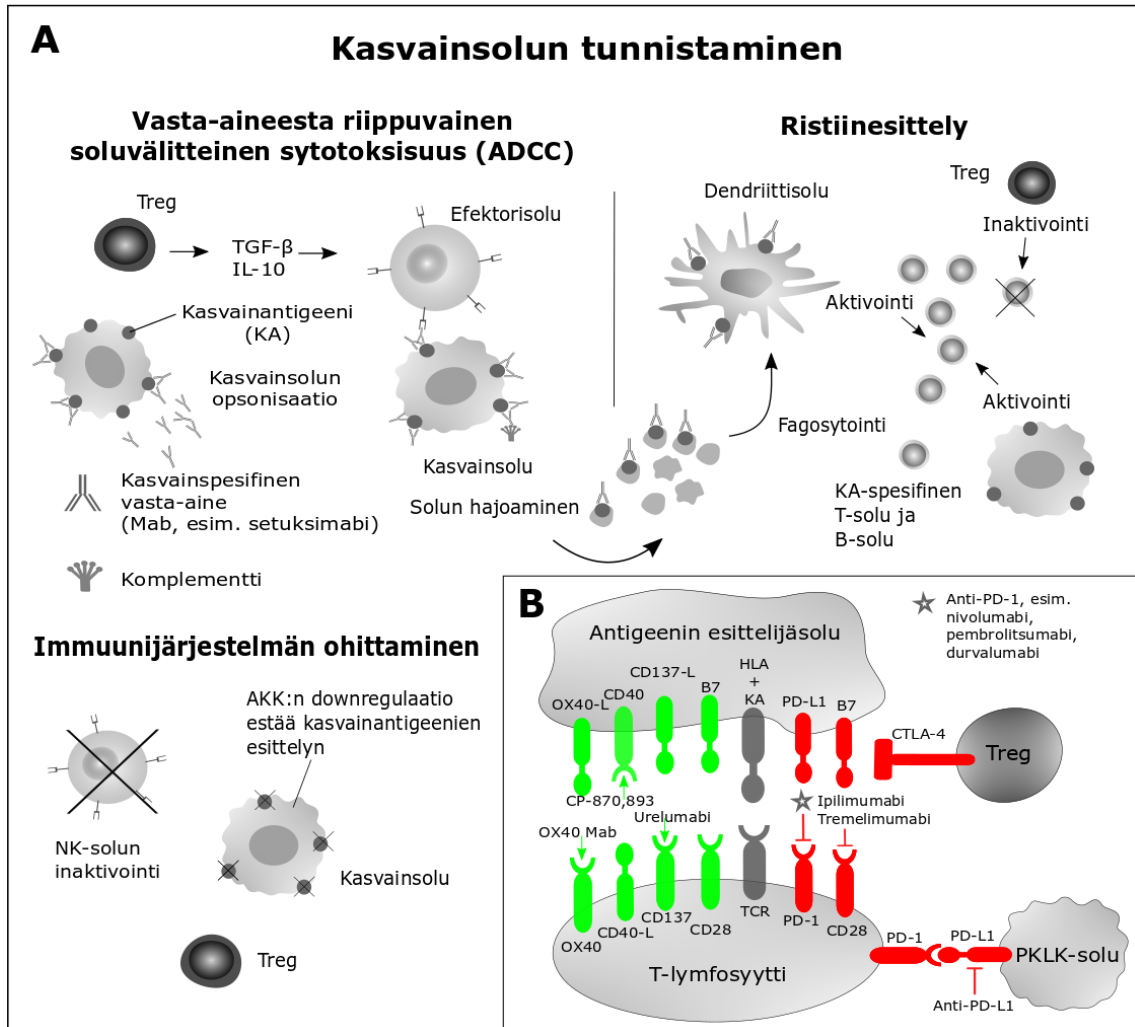 A
Kasvainsolun tunnistaminen
Vasta-aineesta riippuvainen
soluvälitteinen sytotoksisuus (ADCC)
Treg
TGF-β
IL-10
Efektorisolu
Kasvainantigeeni
(KA)
Kasvainsolun
opsonisaatio
Kasvainsolu
Solun hajoaminen
Kasvainspesifinen
vasta-aine
(Mab, esim. setuksimabi)
Komplementti
Ristiinesittely
Dendriittisolu
Treg
Inaktivointi
Aktivointi
Aktivointi
Fagosytointi
KA-spesifinen
T-solu ja
B-solu
Immuunijärjestelmän ohittaminen
AKK:n downregulaatio
estää kasvainantigeenien
esittelyn
NK-solun
inaktivointi
Kasvainsolu
Treg
B
Anti-PD-1, esim.
nivolumabi,
pembrolitsumabi,
durvalumabi
Antigeenin esittelijäsolu
OX40-L
CD40
CD137-L
B7
HLA
+
KA
PD-L1
B7
CTLA-4
Treg
CP-870,893
Ipilimumabi
Tremelimumabi
OX40 Mab
Urelumabi
OX40
CD40-L
CD137
CD28
TCR
PD-1
CD28
T-lymfosyytti
PD-1
PD-L1
PKLK-solu
Anti-PD-L1